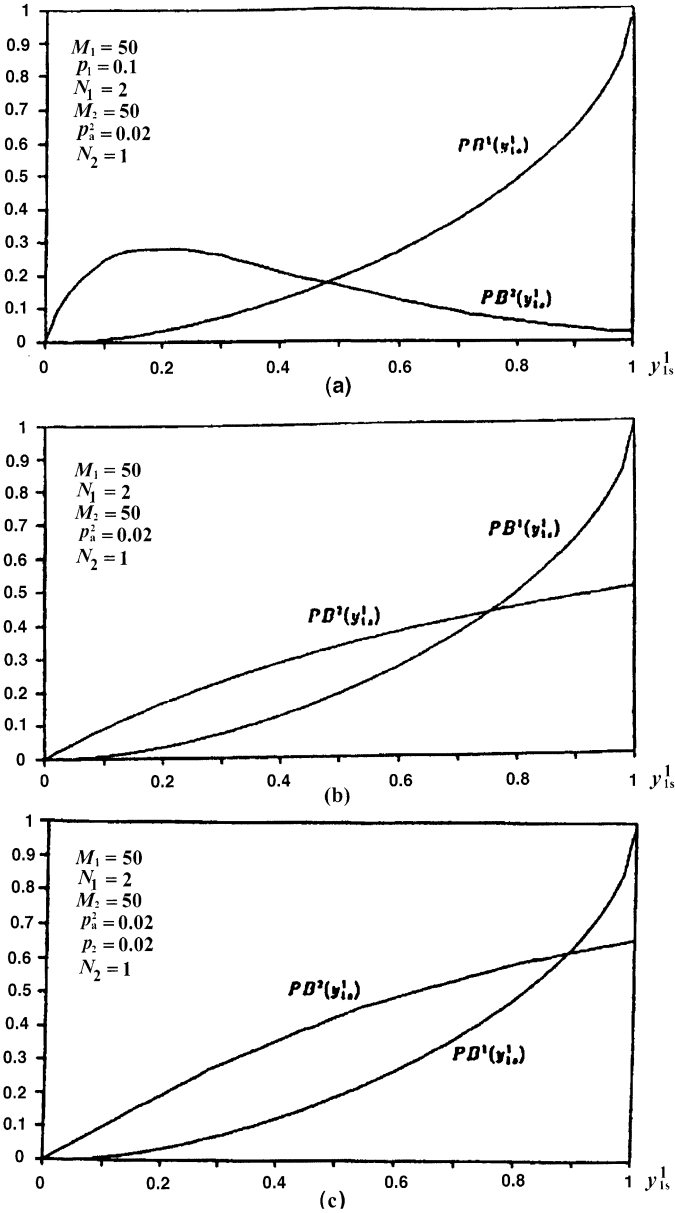 1
0.9
0.8
0.7
0.6
0.5
0.4
0.3
0.2
0.1
0
M₁ = 50
p₁ = 0.1
N₁ = 2
M₂ = 50
pₐ² = 0.02
N₂ = 1
PB¹(y¹₁ₛ)
PB²(y¹₁ₛ)
0 0.2 0.4 0.6 0.8 1 y¹₁ₛ
(a)
1
0.9
0.8
0.7
0.6
0.5
0.4
0.3
0.2
0.1
0
M₁ = 50
N₁ = 2
M₂ = 50
pₐ² = 0.02
N₂ = 1
PB¹(y¹₁ₛ)
PB²(y¹₁ₛ)
0 0.2 0.4 0.6 0.8 1 y¹₁ₛ
(b)
1
0.9
0.8
0.7
0.6
0.5
0.4
0.3
0.2
0.1
0
M₁ = 50
N₁ = 2
M₂ = 50
pₐ² = 0.02
p₂ = 0.02
N₂ = 1
PB²(y¹₁ₛ)
PB¹(y¹₁ₛ)
0 0.2 0.4 0.6 0.8 1 y¹₁ₛ
(c)